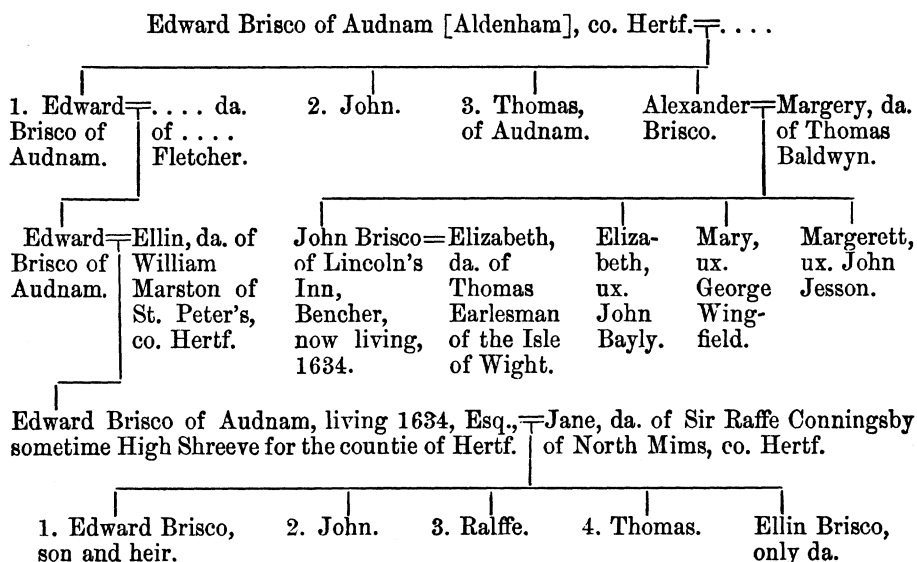 Edward Brisco of Audnam [Aldenham], co. Hertf.=. . . .
1. Edward=. . . . da.
Brisco of of . . . .
Audnam. Fletcher.
2. John.
3. Thomas,
of Audnam.
Alexander=Margery, da.
Brisco. of Thomas
Baldwyn.
Edward=Ellin, da. of
Brisco of William
Audnam. Marston of
St. Peter's,
co. Hertf.
John Brisco=Elizabeth,
of Lincoln's da. of
Inn, Thomas
Bencher, Earlesman
now living, of the Isle
1634. of Wight.
Eliza-
beth,
ux.
John
Bayly.
Mary,
ux.
George
Wing-
field.
Margerett,
ux. John
Jesson.
Edward Brisco of Audnam, living 1634, Esq.,=Jane, da. of Sir Raffe Conningsby
sometime High Shreeve for the countie of Hertf. of North Mims, co. Hertf.
1. Edward Brisco,
son and heir.
2. John.
3. Ralffe.
4. Thomas.
Ellin Brisco,
only da.